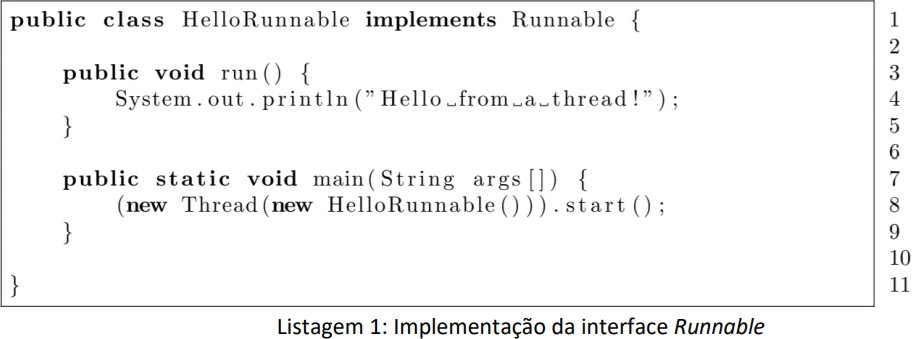 public class HelloRunnable implements Runnable { 1
2
public void run() { 3
System.out.println("Hello␣from␣a␣thread!"); 4
} 5
6
public static void main(String args[]) { 7
(new Thread(new HelloRunnable())).start(); 8
} 9
10
} 11
Listagem 1: Implementação da interface Runnable